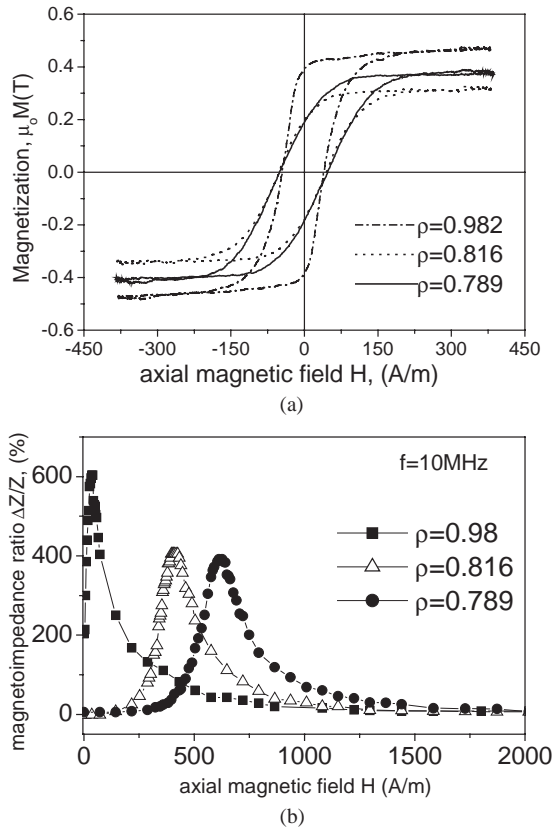 0.6
0.4
0.2
0.0
-0.2
-0.4
-0.6
Magnetization, μ₀M(T)
ρ=0.982
ρ=0.816
ρ=0.789
-450 -300 -150 0 150 300 450
axial magnetic field H, (A/m)
(a)
600
400
200
0
magnetoimpedance ratio ΔZ/Z, (%)
f=10MHz
ρ=0.98
ρ=0.816
ρ=0.789
0 500 1000 1500 2000
axial magnetic field H (A/m)
(b)